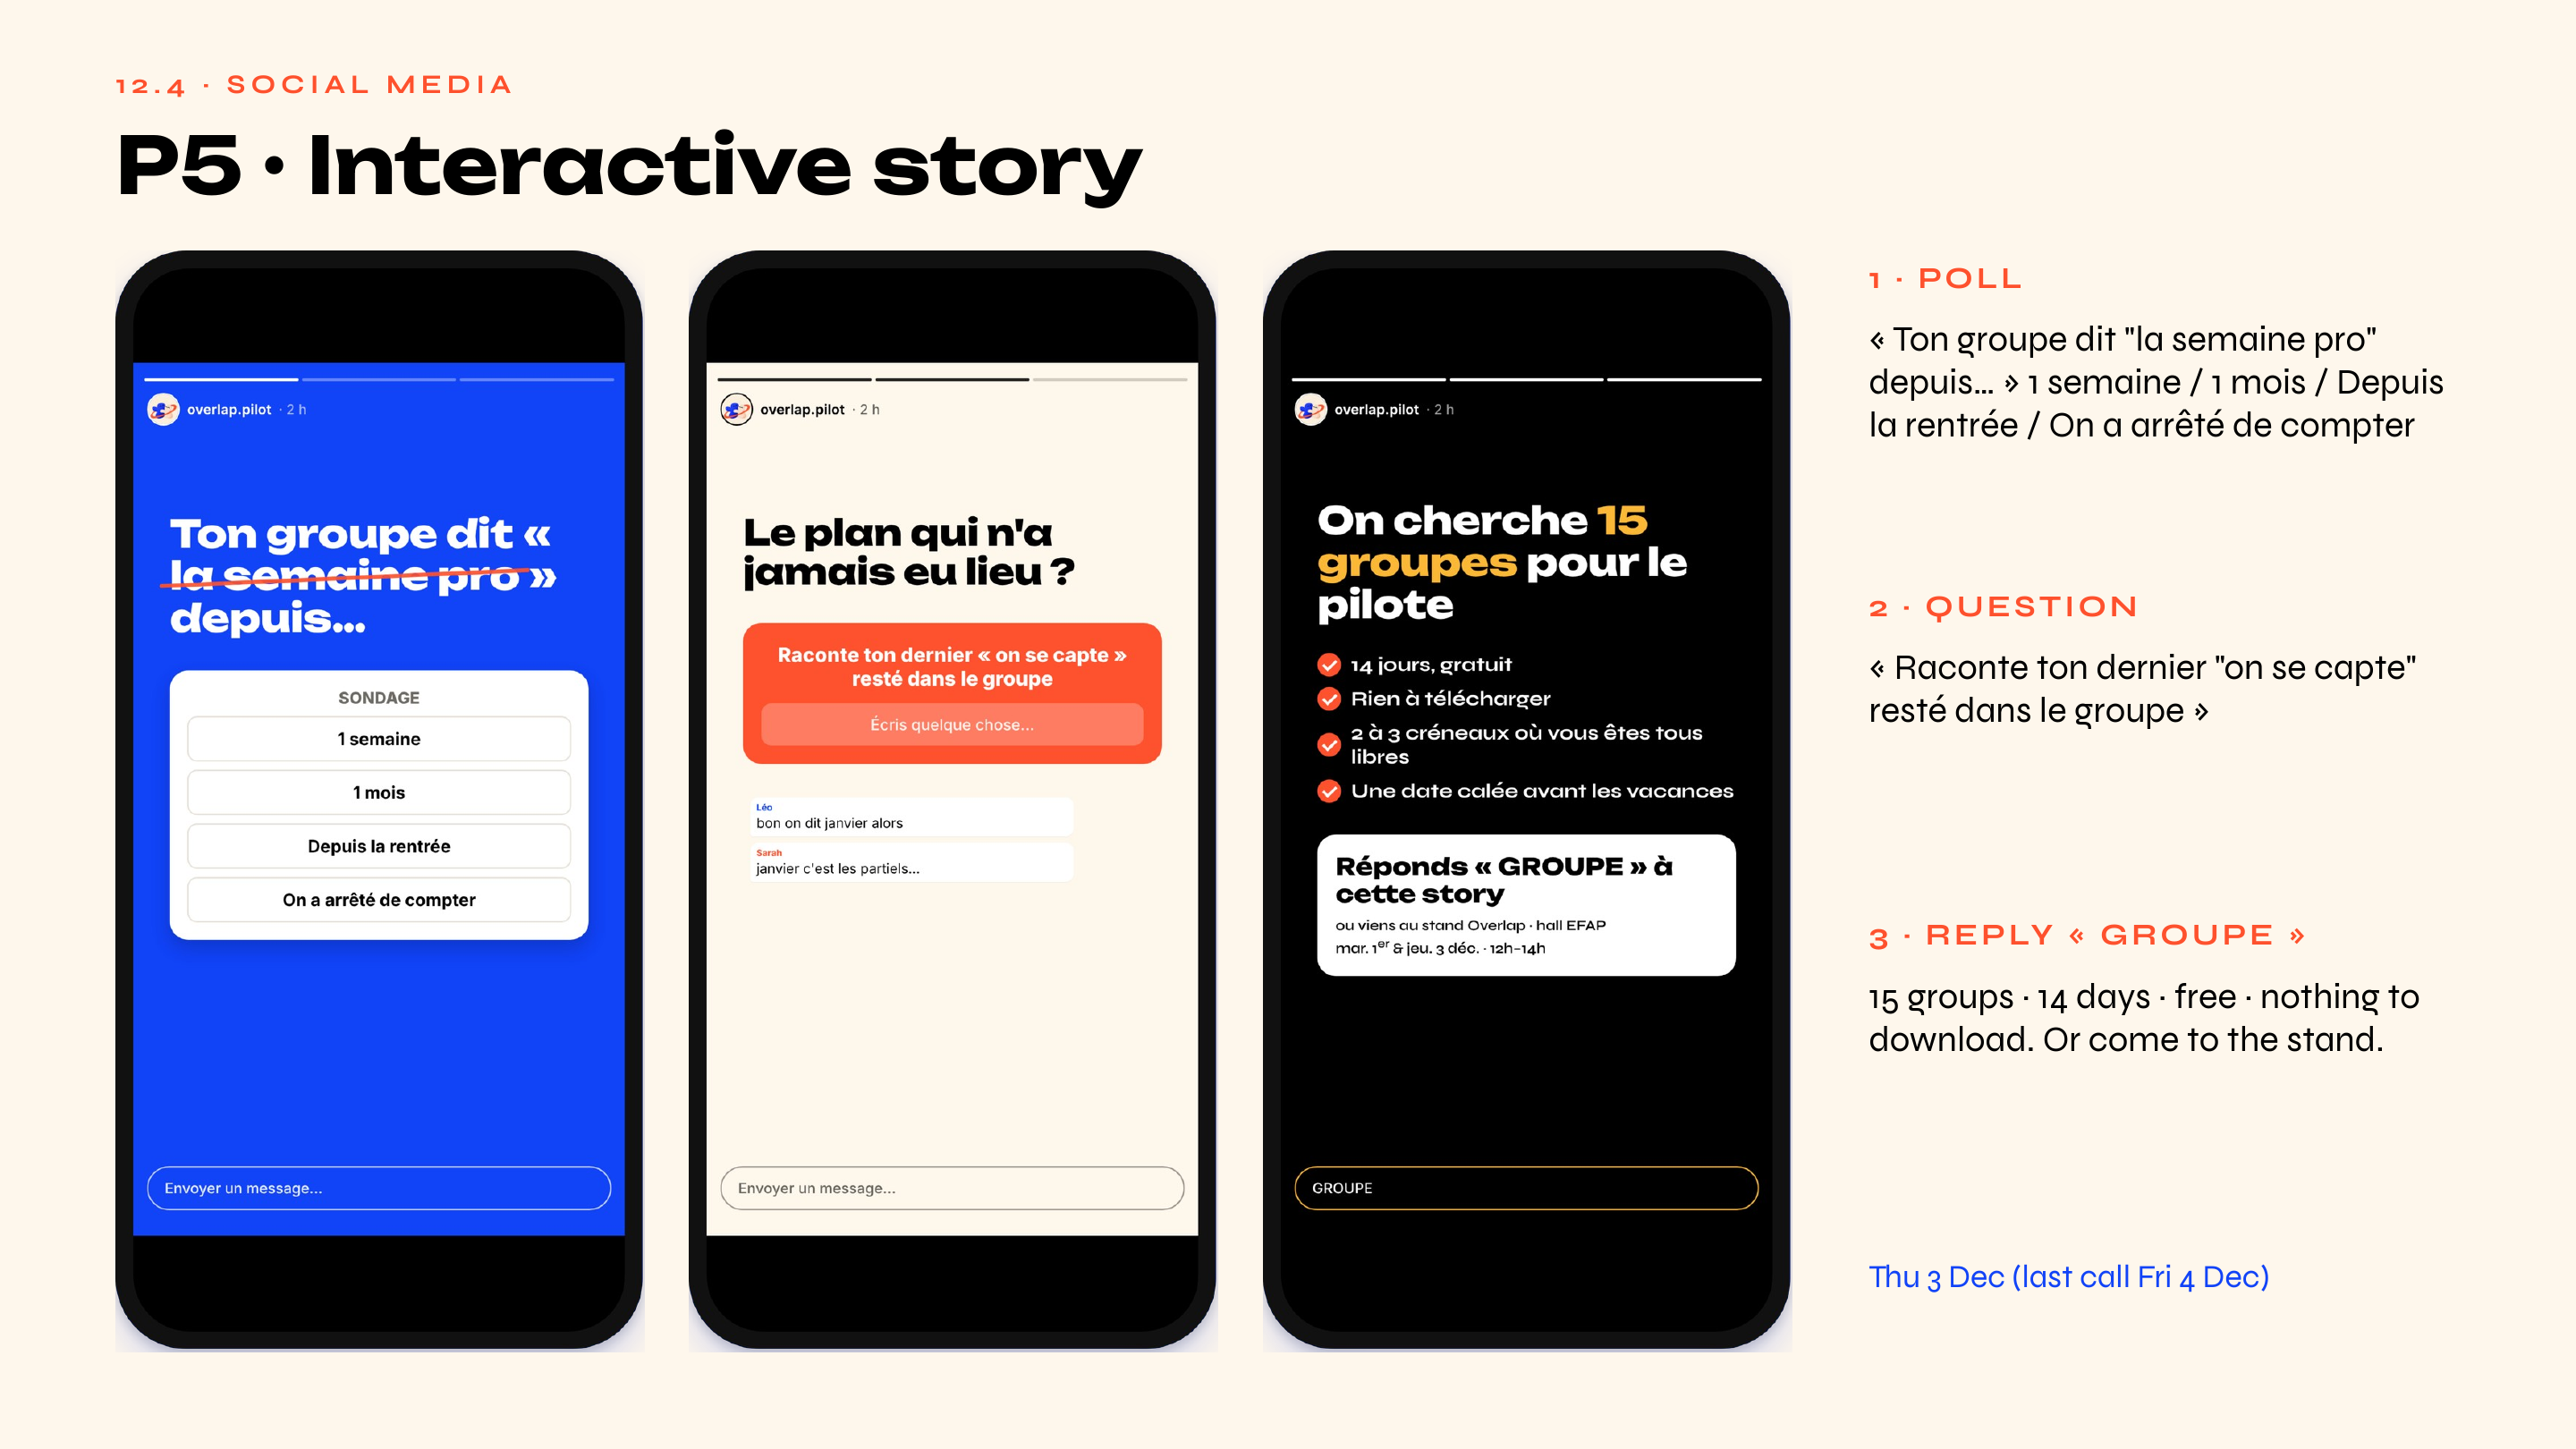 12.4 · SOCIAL MEDIA
P5 · Interactive story
overlap.pilot · 2 h
Ton groupe dit «
la semaine pro »
depuis...
SONDAGE
1 semaine
1 mois
Depuis la rentrée
On a arrêté de compter
Envoyer un message...
overlap.pilot · 2 h
Le plan qui n'a
jamais eu lieu ?
Raconte ton dernier « on se capte »
resté dans le groupe
Écris quelque chose...
Léo
bon on dit janvier alors
Sarah
janvier c'est les partiels...
Envoyer un message...
overlap.pilot · 2 h
On cherche 15
groupes pour le
pilote
14 jours, gratuit
Rien à télécharger
2 à 3 créneaux où vous êtes tous
libres
Une date calée avant les vacances
Réponds « GROUPE » à
cette story
ou viens au stand Overlap · hall EFAP
mar. 1er & jeu. 3 déc. · 12h–14h
GROUPE
1 · POLL
« Ton groupe dit "la semaine pro"
depuis... » 1 semaine / 1 mois / Depuis
la rentrée / On a arrêté de compter
2 · QUESTION
« Raconte ton dernier "on se capte"
resté dans le groupe »
3 · REPLY « GROUPE »
15 groups · 14 days · free · nothing to
download. Or come to the stand.
Thu 3 Dec (last call Fri 4 Dec)